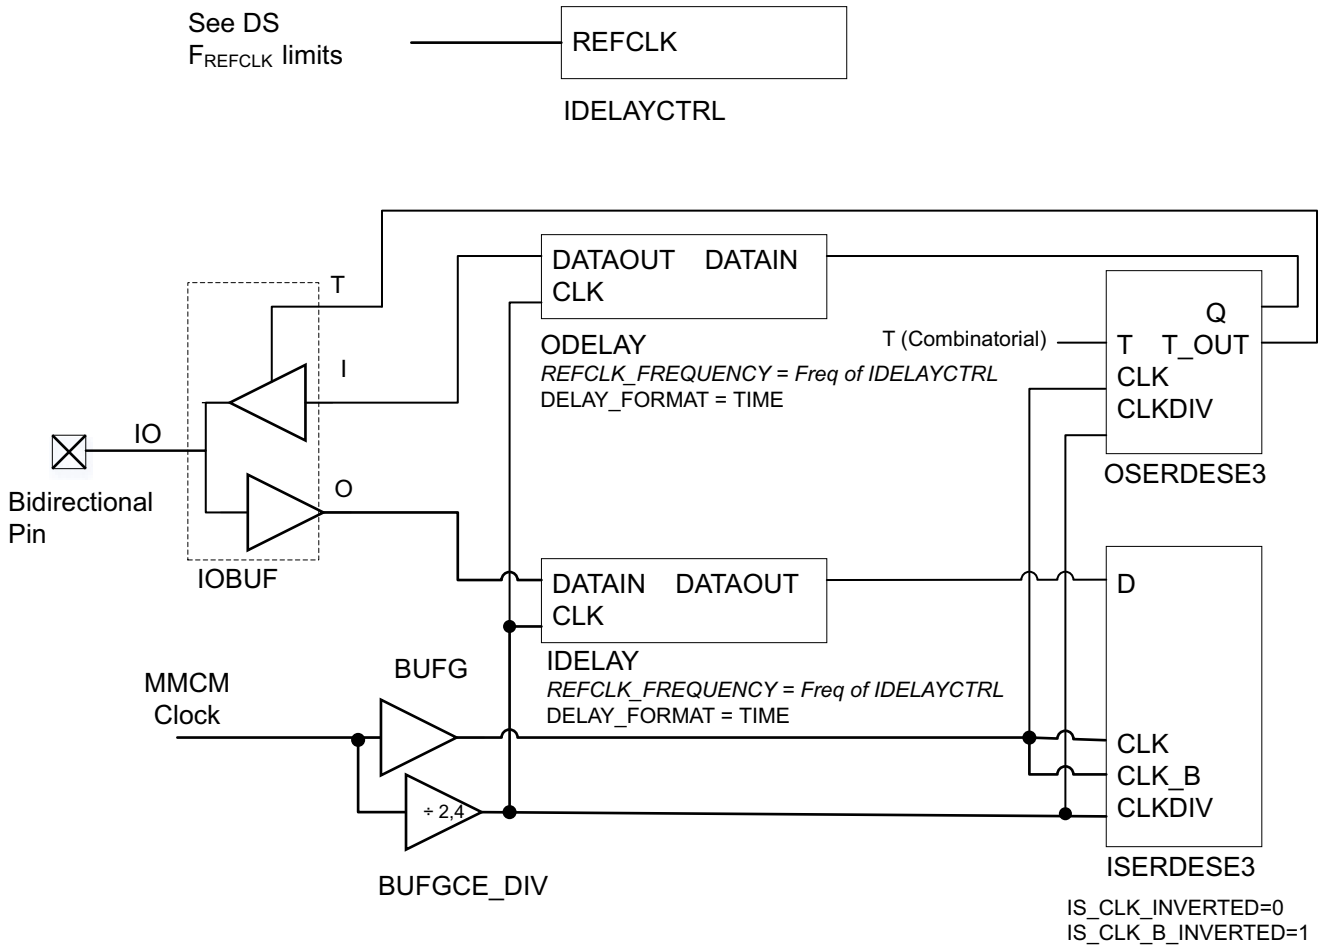 See DS
FREFCLK limits
REFCLK
IDELAYCTRL
T
DATAOUT DATAIN
CLK
ODELAY
REFCLK_FREQUENCY = Freq of IDELAYCTRL
DELAY_FORMAT = TIME
Q
T (Combinatorial)
T T_OUT
CLK
CLKDIV
OSERDESE3
I
IO
O
Bidirectional
Pin
IOBUF
DATAIN DATAOUT
CLK
IDELAY
REFCLK_FREQUENCY = Freq of IDELAYCTRL
DELAY_FORMAT = TIME
D
BUFG
MMCM
Clock
÷ 2,4
BUFGCE_DIV
CLK
CLK_B
CLKDIV
ISERDESE3
IS_CLK_INVERTED=0
IS_CLK_B_INVERTED=1